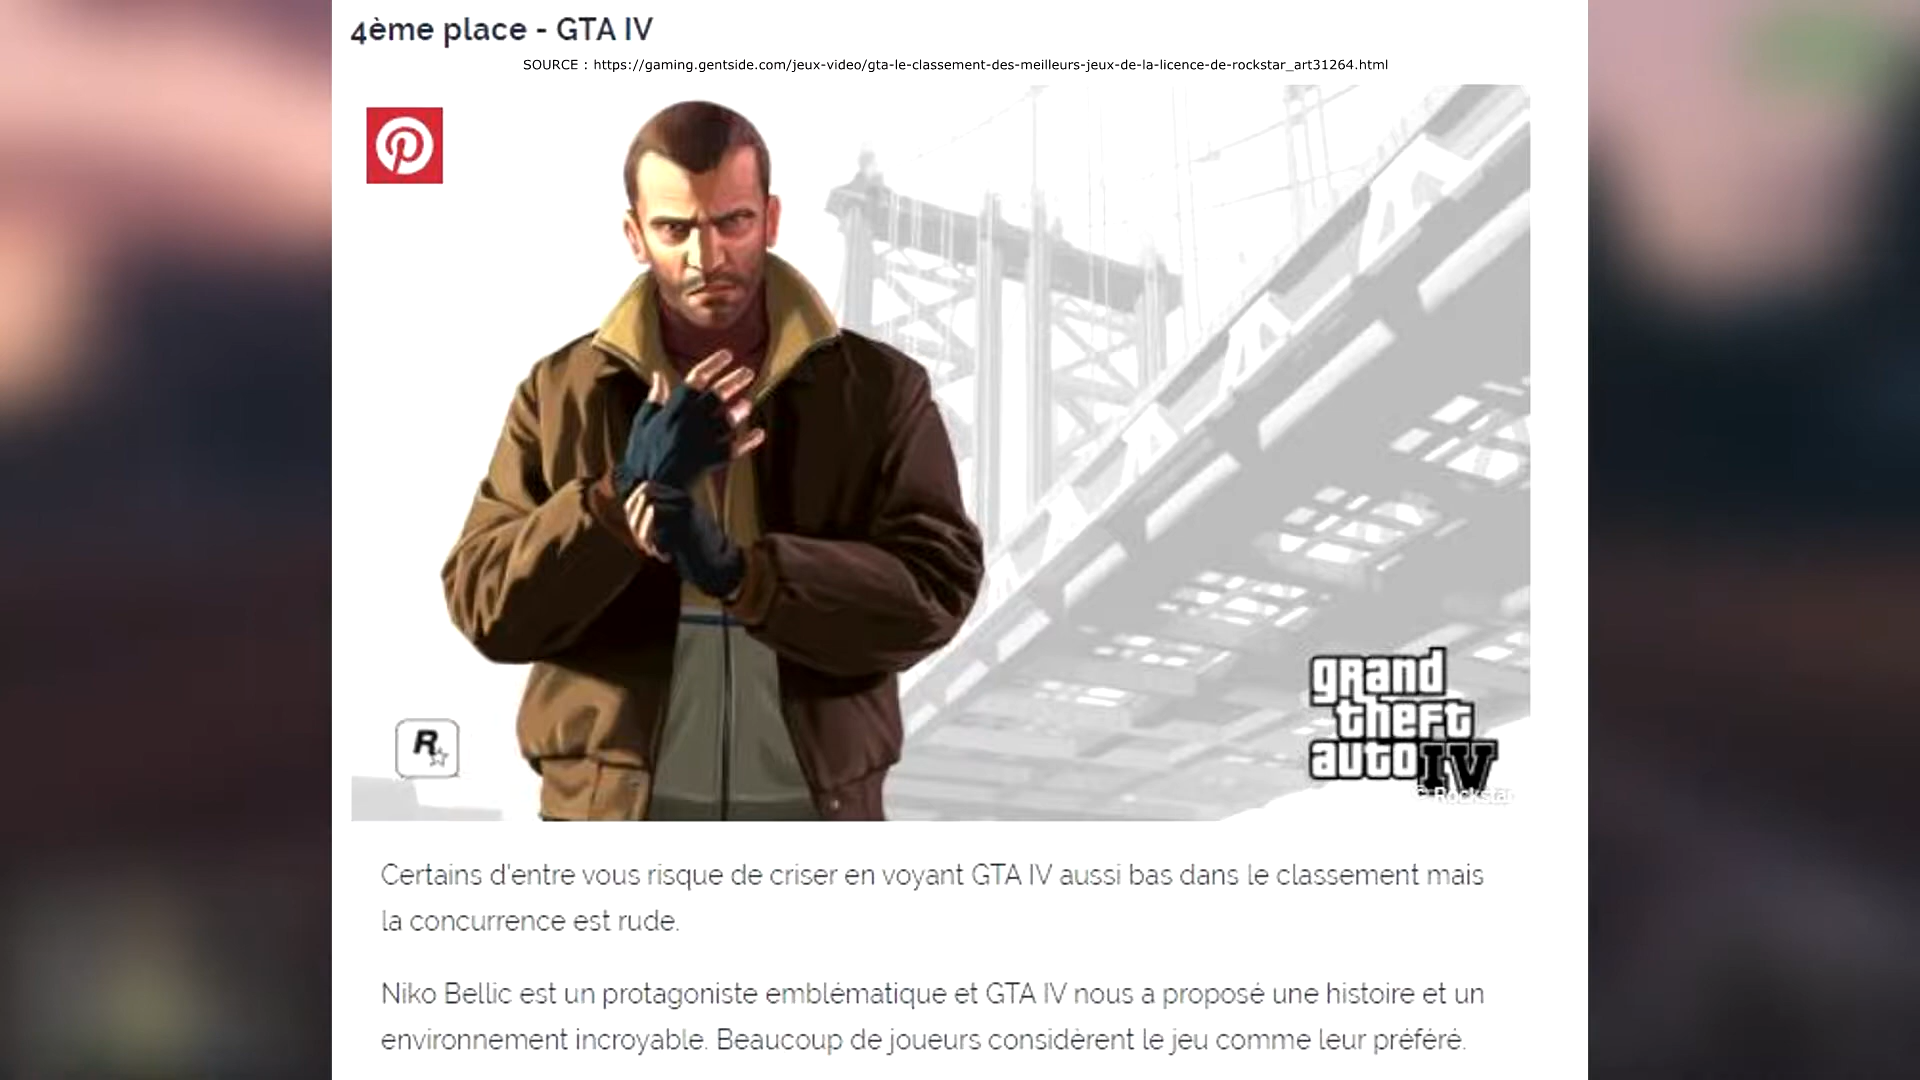 4ème place - GTA IV
SOURCE : https://gaming.gentside.com/jeux-video/gta-le-classement-des-meilleurs-jeux-de-la-licence-de-rockstar_art31264.html
R
grand
theft
auto IV
© Rockstar
Certains d'entre vous risque de criser en voyant GTA IV aussi bas dans le classement mais
la concurrence est rude.
Niko Bellic est un protagoniste emblématique et GTA IV nous a proposé une histoire et un
environnement incroyable. Beaucoup de joueurs considèrent le jeu comme leur préféré.